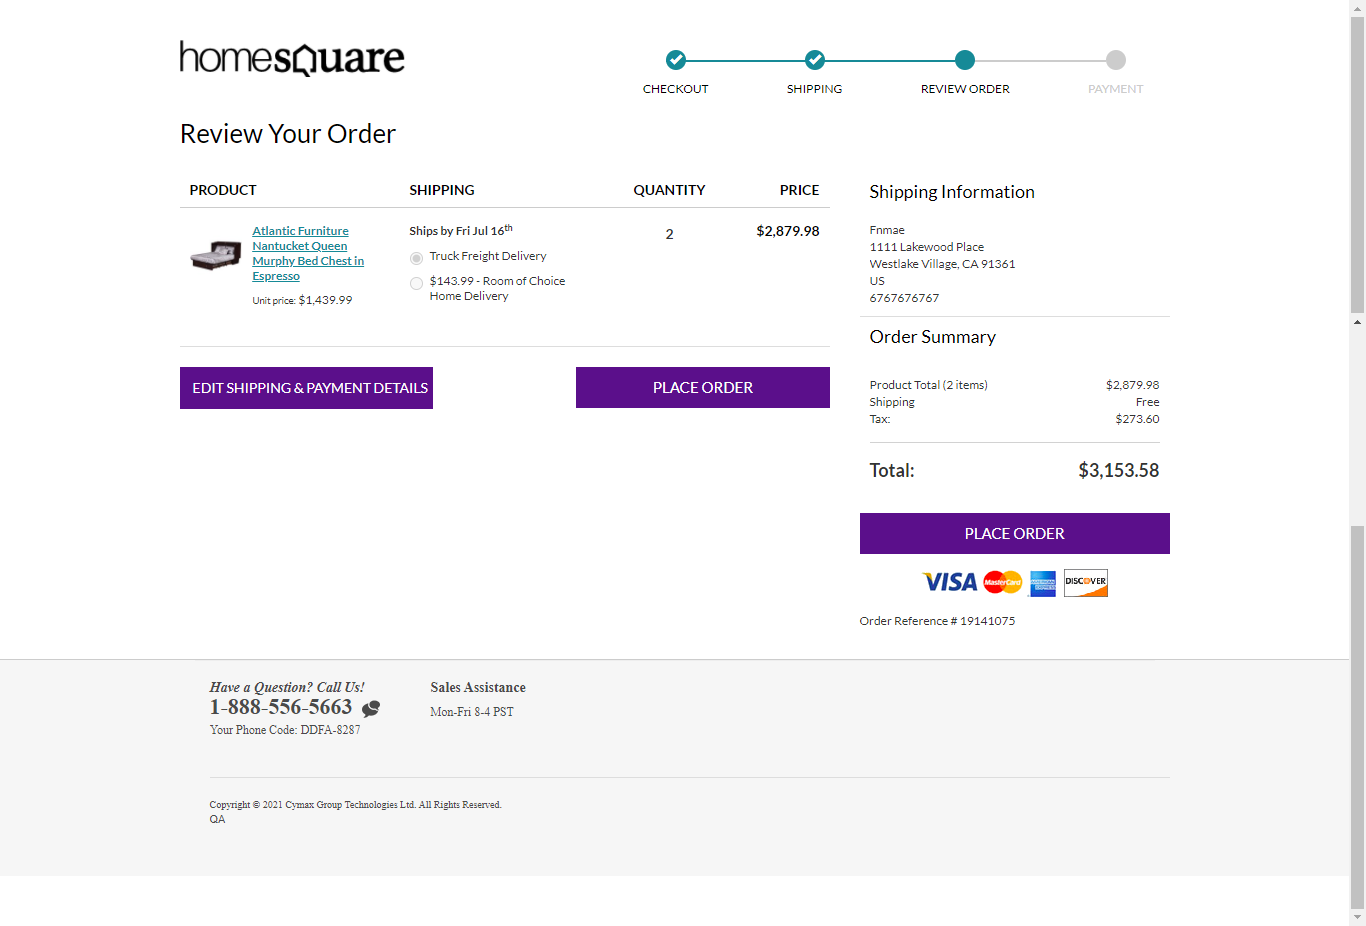 homesquare
CHECKOUT
SHIPPING
REVIEW ORDER
PAYMENT
Review Your Order
PRODUCT
SHIPPING
QUANTITY
PRICE
Atlantic Furniture
Nantucket Queen
Murphy Bed Chest in
Espresso
Unit price: $1,439.99
Ships by Fri Jul 16th
Truck Freight Delivery
$143.99 - Room of Choice
Home Delivery
2
$2,879.98
EDIT SHIPPING & PAYMENT DETAILS
PLACE ORDER
Shipping Information
Fnmae
1111 Lakewood Place
Westlake Village, CA 91361
US
6767676767
Order Summary
Product Total (2 items) $2,879.98
Shipping Free
Tax: $273.60
Total: $3,153.58
PLACE ORDER
VISA MasterCard AMERICAN EXPRESS DISCOVER
Order Reference # 19141075
Have a Question? Call Us!
1-888-556-5663
Your Phone Code: DDFA-8287
Sales Assistance
Mon-Fri 8-4 PST
Copyright © 2021 Cymax Group Technologies Ltd. All Rights Reserved.
QA